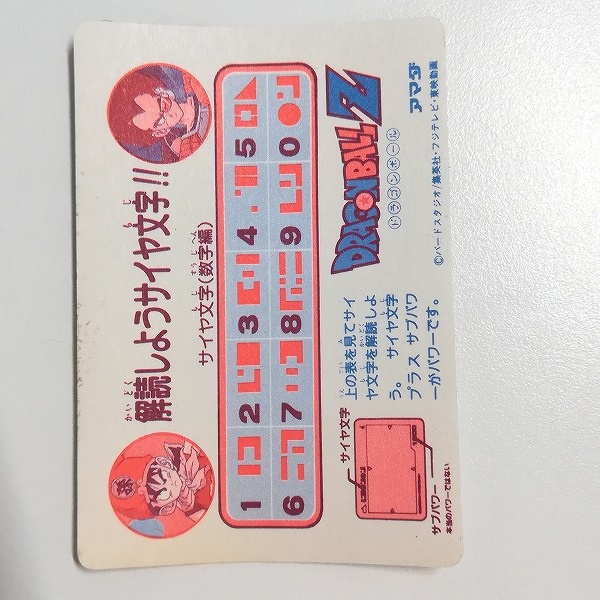 解読しようサイヤ文字!!
かいどく
もじ
サイヤ文字(数字編)
もじ すうじへん
1 2 3 4 5
6 7 8 9 0
サイヤ文字
サブパワー
本当のパワーではない
上の表を見てサイ
ヤ文字を解読しよ
う。 サイヤ文字
プラス サブパワ
ーがパワーです。
DRAGON BALL Z
ドラゴンボール
アマダ
©バードスタジオ/集英社・フジテレビ・東映動画